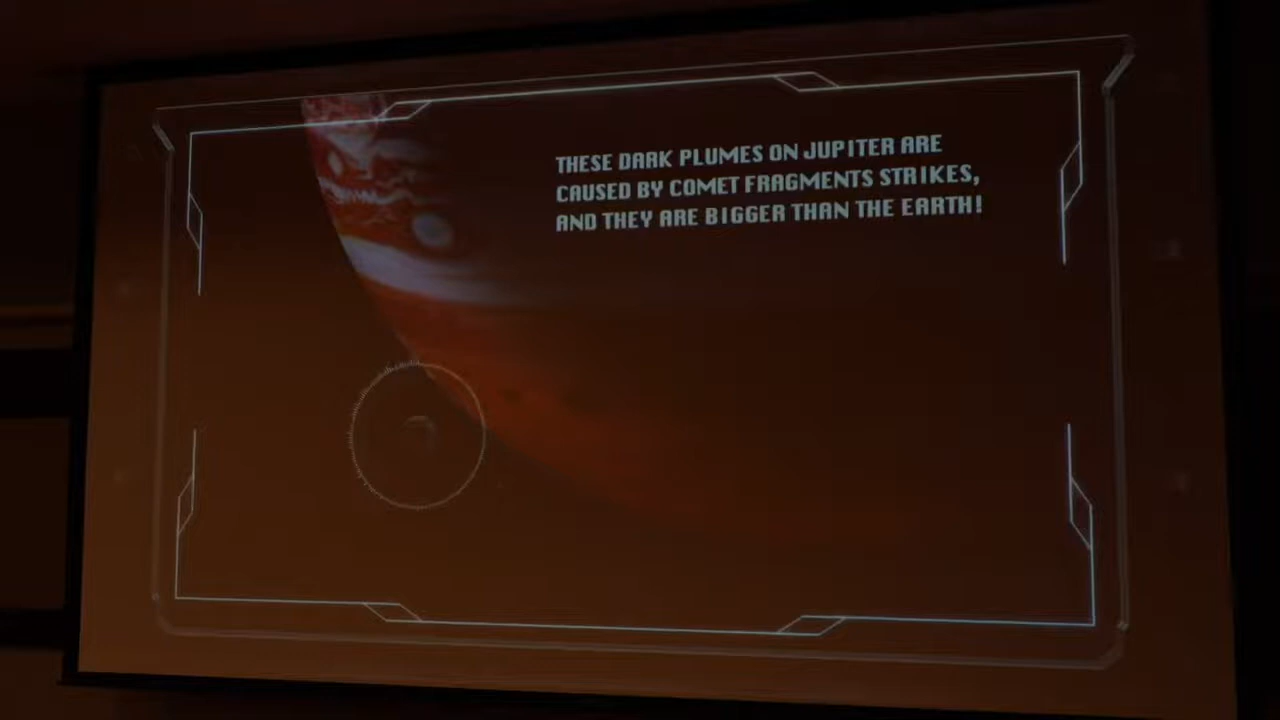 THESE DARK PLUMES ON JUPITER ARE
CAUSED BY COMET FRAGMENTS STRIKES,
AND THEY ARE BIGGER THAN THE EARTH!